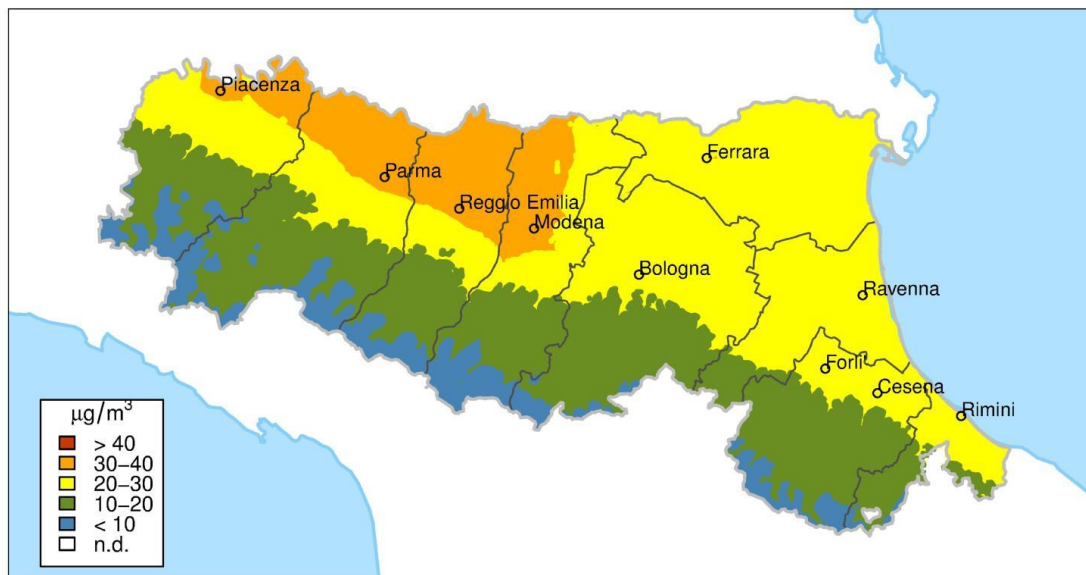 Piacenza
Parma
Reggio Emilia
Modena
Ferrara
Bologna
Ravenna
Forlì
Cesena
Rimini
μg/m³
> 40
30–40
20–30
10–20
< 10
n.d.